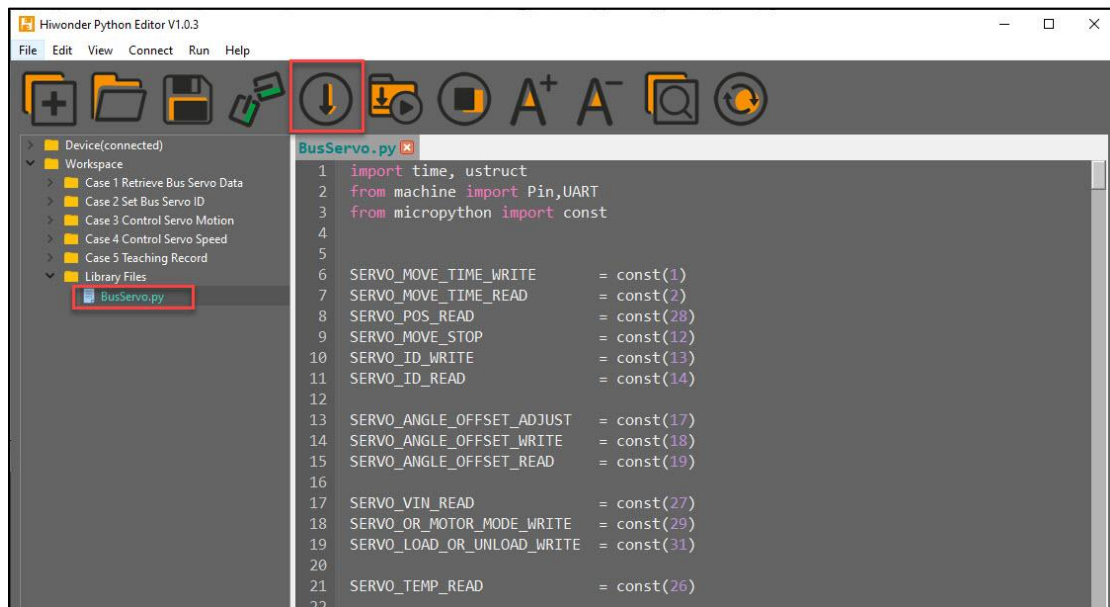 Hiwonder Python Editor V1.0.3
File Edit View Connect Run Help
A+ A-
Device(connected)
Workspace
Case 1 Retrieve Bus Servo Data
Case 2 Set Bus Servo ID
Case 3 Control Servo Motion
Case 4 Control Servo Speed
Case 5 Teaching Record
Library Files
BusServo.py
BusServo.py
1 import time, ustruct
2 from machine import Pin,UART
3 from micropython import const
4
5
6 SERVO_MOVE_TIME_WRITE = const(1)
7 SERVO_MOVE_TIME_READ = const(2)
8 SERVO_POS_READ = const(28)
9 SERVO_MOVE_STOP = const(12)
10 SERVO_ID_WRITE = const(13)
11 SERVO_ID_READ = const(14)
12
13 SERVO_ANGLE_OFFSET_ADJUST = const(17)
14 SERVO_ANGLE_OFFSET_WRITE = const(18)
15 SERVO_ANGLE_OFFSET_READ = const(19)
16
17 SERVO_VIN_READ = const(27)
18 SERVO_OR_MOTOR_MODE_WRITE = const(29)
19 SERVO_LOAD_OR_UNLOAD_WRITE = const(31)
20
21 SERVO_TEMP_READ = const(26)
22